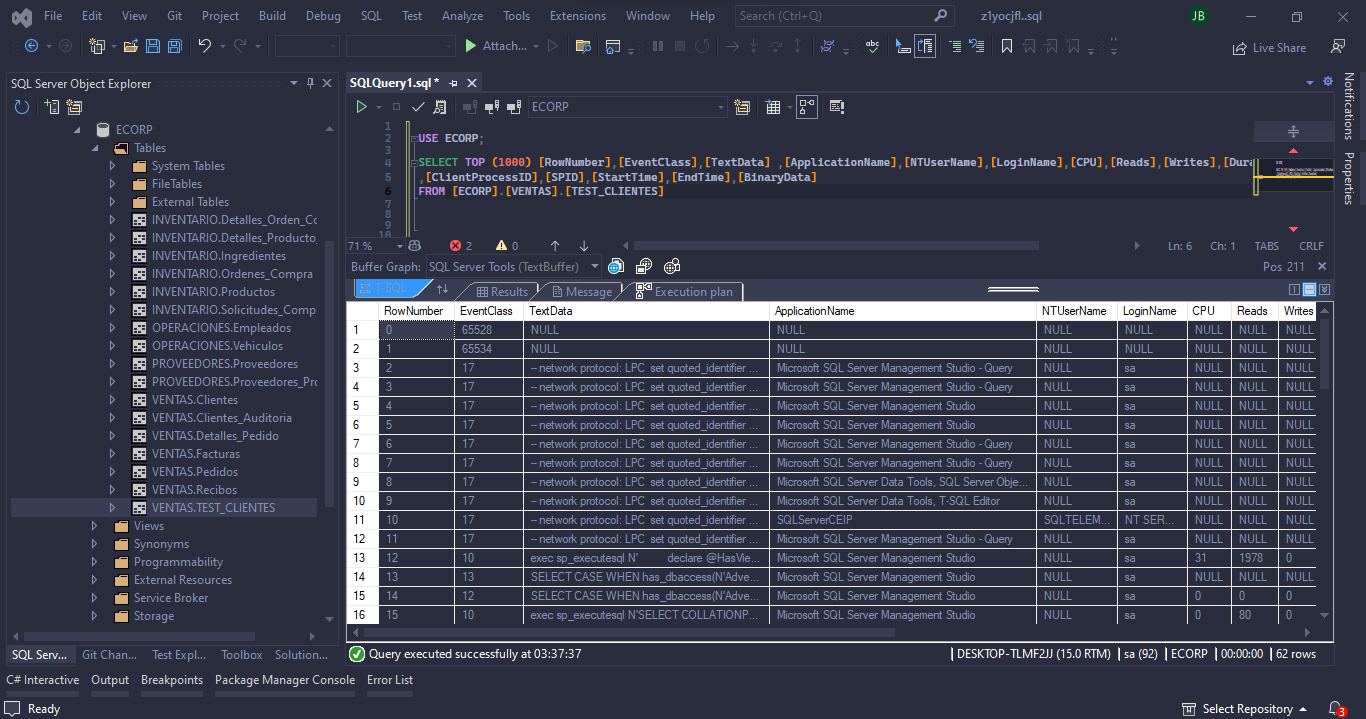 File Edit View Git Project Build Debug SQL Test Analyze Tools Extensions Window Help Search (Ctrl+Q) z1yocjfl..sql JB
Attach... Live Share
SQL Server Object Explorer
ECORP
Tables
System Tables
FileTables
External Tables
INVENTARIO.Detalles_Orden_Cc
INVENTARIO.Detalles_Producto_
INVENTARIO.Ingredientes
INVENTARIO.Ordenes_Compra
INVENTARIO.Productos
INVENTARIO.Solicitudes_Comp
OPERACIONES.Empleados
OPERACIONES.Vehiculos
PROVEEDORES.Proveedores
PROVEEDORES.Proveedores_Prc
VENTAS.Clientes
VENTAS.Clientes_Auditoria
VENTAS.Detalles_Pedido
VENTAS.Facturas
VENTAS.Pedidos
VENTAS.Recibos
VENTAS.TEST_CLIENTES
Views
Synonyms
Programmability
External Resources
Service Broker
Storage
SQL Serv... Git Chan... Test Expl... Toolbox Solution...
SQLQuery1.sql *
ECORP
1
2 USE ECORP;
3
4 SELECT TOP (1000) [RowNumber],[EventClass],[TextData] ,[ApplicationName],[NTUserName],[LoginName],[CPU],[Reads],[Writes],[Dura
5 ,[ClientProcessID],[SPID],[StartTime],[EndTime],[BinaryData]
6 FROM [ECORP].[VENTAS].[TEST_CLIENTES]
7
8
9
10
71 % 2 0 Ln: 6 Ch: 1 TABS CRLF
Buffer Graph: SQL Server Tools (TextBuffer) Pos 211
T-SQL Results Message Execution plan
RowNumber EventClass TextData ApplicationName NTUserName LoginName CPU Reads Writes
1 0 65528 NULL NULL NULL NULL NULL NULL NULL
2 1 65534 NULL NULL NULL NULL NULL NULL NULL
3 2 17 -- network protocol: LPC set quoted_identifier ... Microsoft SQL Server Management Studio - Query NULL sa NULL NULL NULL
4 3 17 -- network protocol: LPC set quoted_identifier ... Microsoft SQL Server Management Studio - Query NULL sa NULL NULL NULL
5 4 17 -- network protocol: LPC set quoted_identifier ... Microsoft SQL Server Management Studio NULL sa NULL NULL NULL
6 5 17 -- network protocol: LPC set quoted_identifier ... Microsoft SQL Server Management Studio NULL sa NULL NULL NULL
7 6 17 -- network protocol: LPC set quoted_identifier ... Microsoft SQL Server Management Studio - Query NULL sa NULL NULL NULL
8 7 17 -- network protocol: LPC set quoted_identifier ... Microsoft SQL Server Management Studio - Query NULL sa NULL NULL NULL
9 8 17 -- network protocol: LPC set quoted_identifier ... Microsoft SQL Server Data Tools, SQL Server Obje... NULL sa NULL NULL NULL
10 9 17 -- network protocol: LPC set quoted_identifier ... Microsoft SQL Server Data Tools, T-SQL Editor NULL sa NULL NULL NULL
11 10 17 -- network protocol: LPC set quoted_identifier ... SQLServerCEIP SQLTELEM... NT SER... NULL NULL NULL
12 11 17 -- network protocol: LPC set quoted_identifier ... Microsoft SQL Server Management Studio - Query NULL sa NULL NULL NULL
13 12 10 exec sp_executesql N' declare @HasVie... Microsoft SQL Server Management Studio NULL sa 31 1978 0
14 13 13 SELECT CASE WHEN has_dbaccess(N'Adve... Microsoft SQL Server Management Studio NULL sa NULL NULL NULL
15 14 12 SELECT CASE WHEN has_dbaccess(N'Adve... Microsoft SQL Server Management Studio NULL sa 0 0 0
16 15 10 exec sp_executesql N'SELECT COLLATIONP... Microsoft SQL Server Management Studio NULL sa 0 80 0
Query executed successfully at 03:37:37 DESKTOP-TLMF2JJ (15.0 RTM) sa (92) ECORP 00:00:00 62 rows
Notifications
Properties
C# Interactive Output Breakpoints Package Manager Console Error List
Ready Select Repository 3